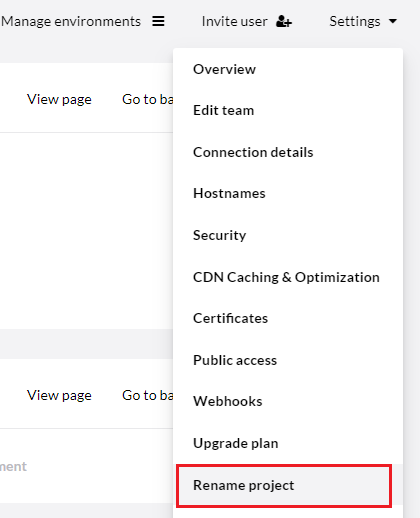 Manage environments Invite user Settings
Overview
View page Go to ba
Edit team
Connection details
Hostnames
Security
CDN Caching & Optimization
Certificates
Public access
View page Go to ba
Webhooks
Upgrade plan
ment
Rename project